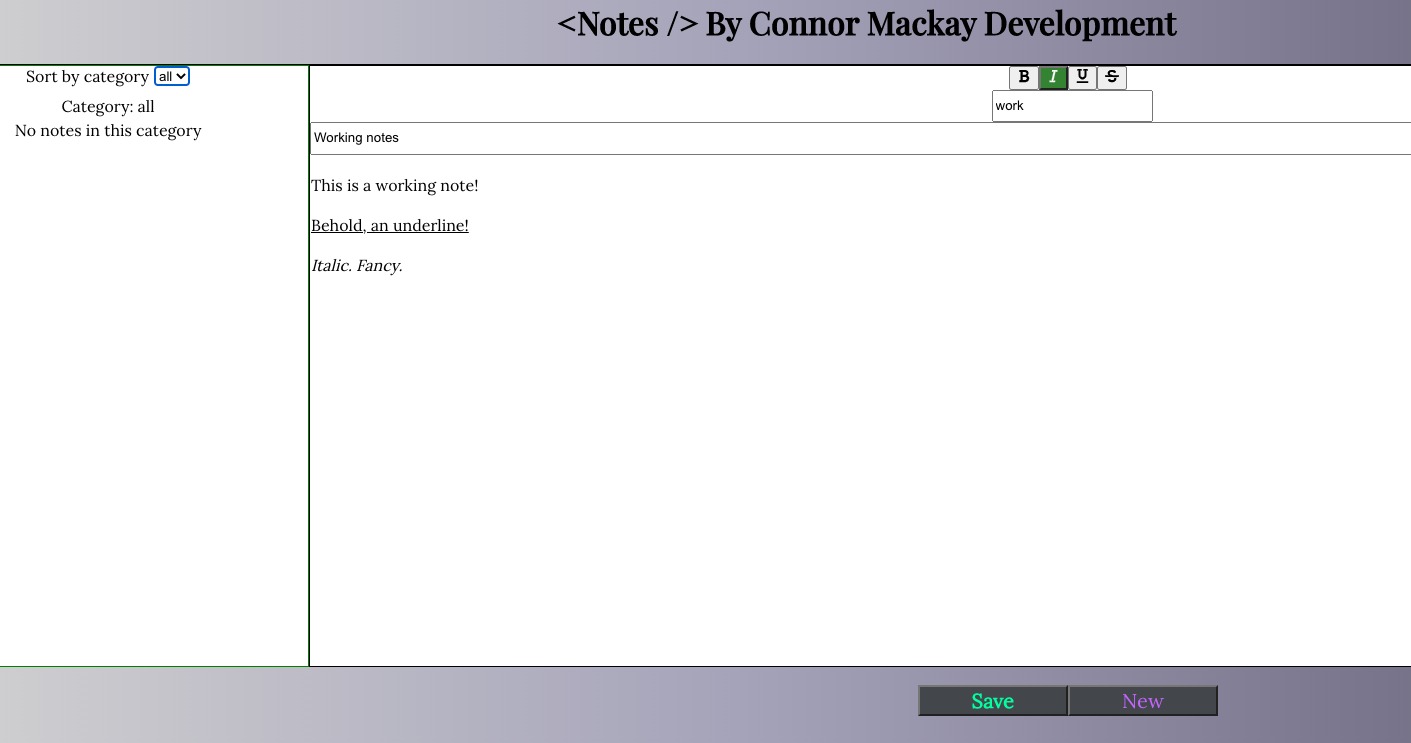 <Notes /> By Connor Mackay Development
Sort by category all
Category: all
No notes in this category
B I U S
work
Working notes
This is a working note!
Behold, an underline!
Italic. Fancy.
Save New